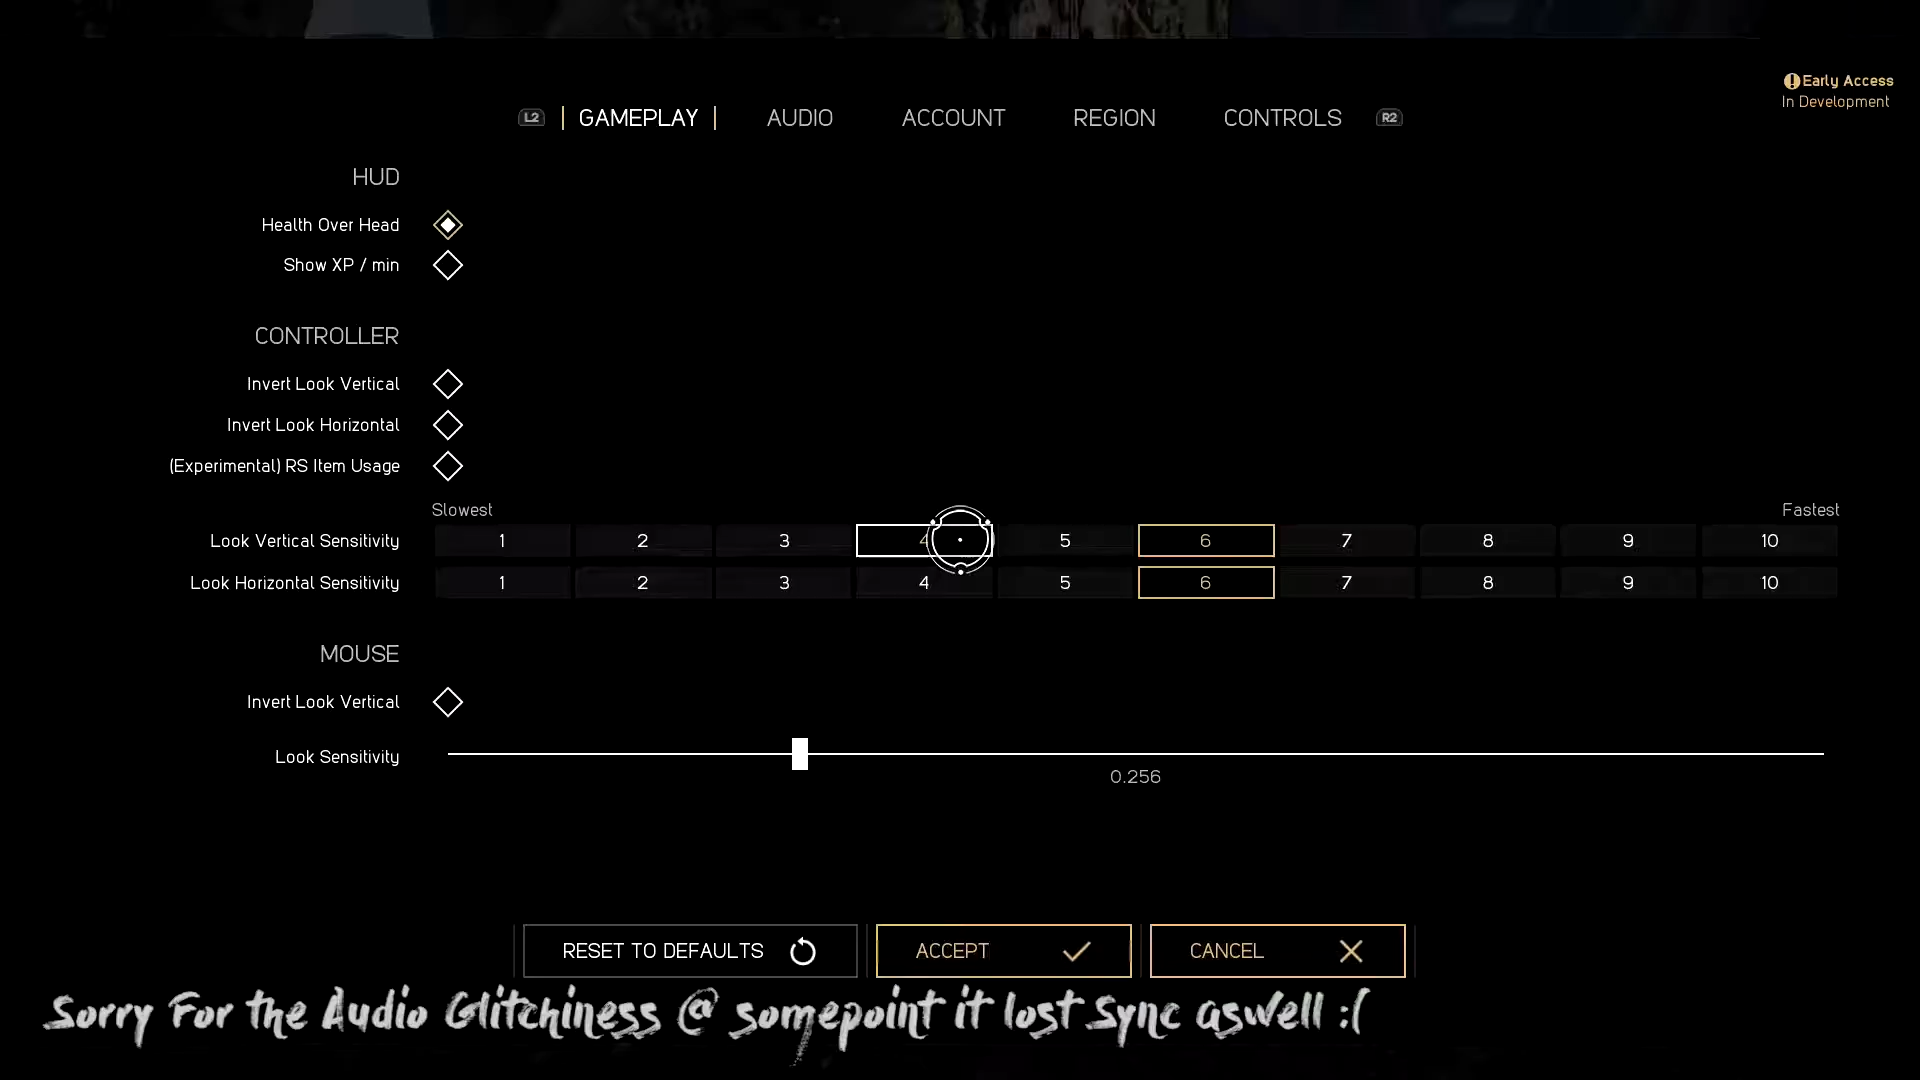 Early Access
In Development
L2 GAMEPLAY AUDIO ACCOUNT REGION CONTROLS R2
HUD
Health Over Head
Show XP / min
CONTROLLER
Invert Look Vertical
Invert Look Horizontal
(Experimental) RS Item Usage
Slowest Fastest
Look Vertical Sensitivity 1 2 3 4 5 6 7 8 9 10
Look Horizontal Sensitivity 1 2 3 4 5 6 7 8 9 10
MOUSE
Invert Look Vertical
Look Sensitivity
0.256
RESET TO DEFAULTS ACCEPT CANCEL
Sorry For the Audio Glitchiness @ somepoint it lost Sync aswell :(